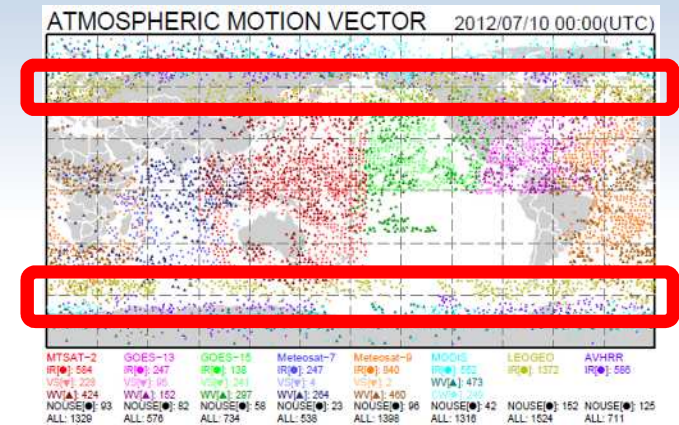 ATMOSPHERIC MOTION VECTOR 2012/07/10 00:00(UTC)
MTSAT-2 GOES-13 GOES-15 Meteosat-7 Meteosat-9 MODIS LEOGEO AVHRR
IR[●]: 584 IR[●]: 247 IR[●]: 138 IR[●]: 247 IR[●]: 840 IR[●]: 552 IR[●]: 1372 IR[●]: 586
VS[▼]: 228 VS[▼]: 95 VS[▼]: 241 VS[▼]: 4 VS[▼]: 2 WV[▲]: 473
WV[▲]: 424 WV[▲]: 152 WV[▲]: 297 WV[▲]: 264 WV[▲]: 460
NOUSE[●]: 93 NOUSE[●]: 82 NOUSE[●]: 58 NOUSE[●]: 23 NOUSE[●]: 96 NOUSE[●]: 42 NOUSE[●]: 152 NOUSE[●]: 125
ALL: 1329 ALL: 576 ALL: 734 ALL: 538 ALL: 1398 ALL: 1316 ALL: 1524 ALL: 711